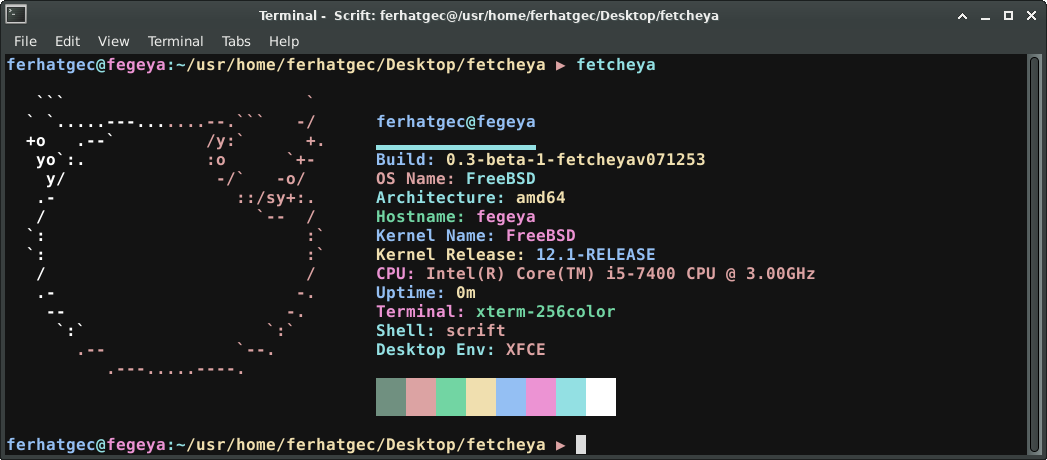 Terminal - Script: ferhatgec@/usr/home/ferhatgec/Desktop/fetcheya
File Edit View Terminal Tabs Help
ferhatgec@fegeya:~/usr/home/ferhatgec/Desktop/fetcheya ▶ fetcheya
  ```                        `
 ` `.....---.......--.```   -/
 +o   .--`         /y:`      +.
  yo`:.            :o      `+-
   y/               -/`   -o/
  .-                  ::/sy+:.
  /                     `--  /
 `:                          :`
 `:                          :`
  /                          /
  .-                        -.
   --                      -.
    `:`                  `:`
      .--             `--.
         .---.....----.
ferhatgec@fegeya
Build: 0.3-beta-1-fetcheyav071253
OS Name: FreeBSD
Architecture: amd64
Hostname: fegeya
Kernel Name: FreeBSD
Kernel Release: 12.1-RELEASE
CPU: Intel(R) Core(TM) i5-7400 CPU @ 3.00GHz
Uptime: 0m
Terminal: xterm-256color
Shell: scrift
Desktop Env: XFCE
ferhatgec@fegeya:~/usr/home/ferhatgec/Desktop/fetcheya ▶